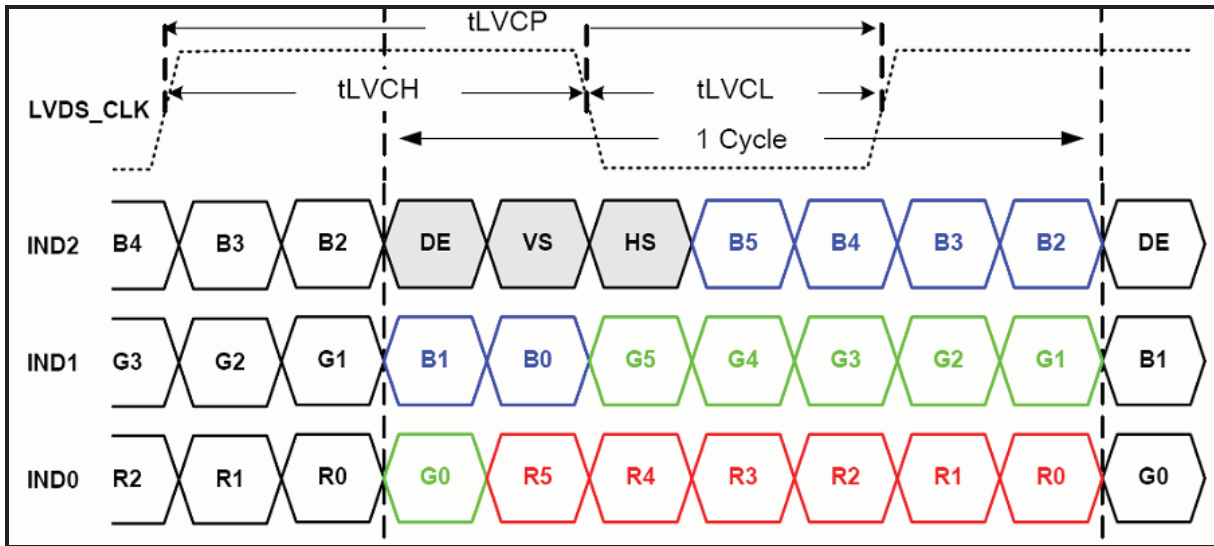 tLVCP
tLVCH tLVCL
LVDS_CLK
1 Cycle
IND2 B4 B3 B2 DE VS HS B5 B4 B3 B2 DE
IND1 G3 G2 G1 B1 B0 G5 G4 G3 G2 G1 B1
IND0 R2 R1 R0 G0 R5 R4 R3 R2 R1 R0 G0